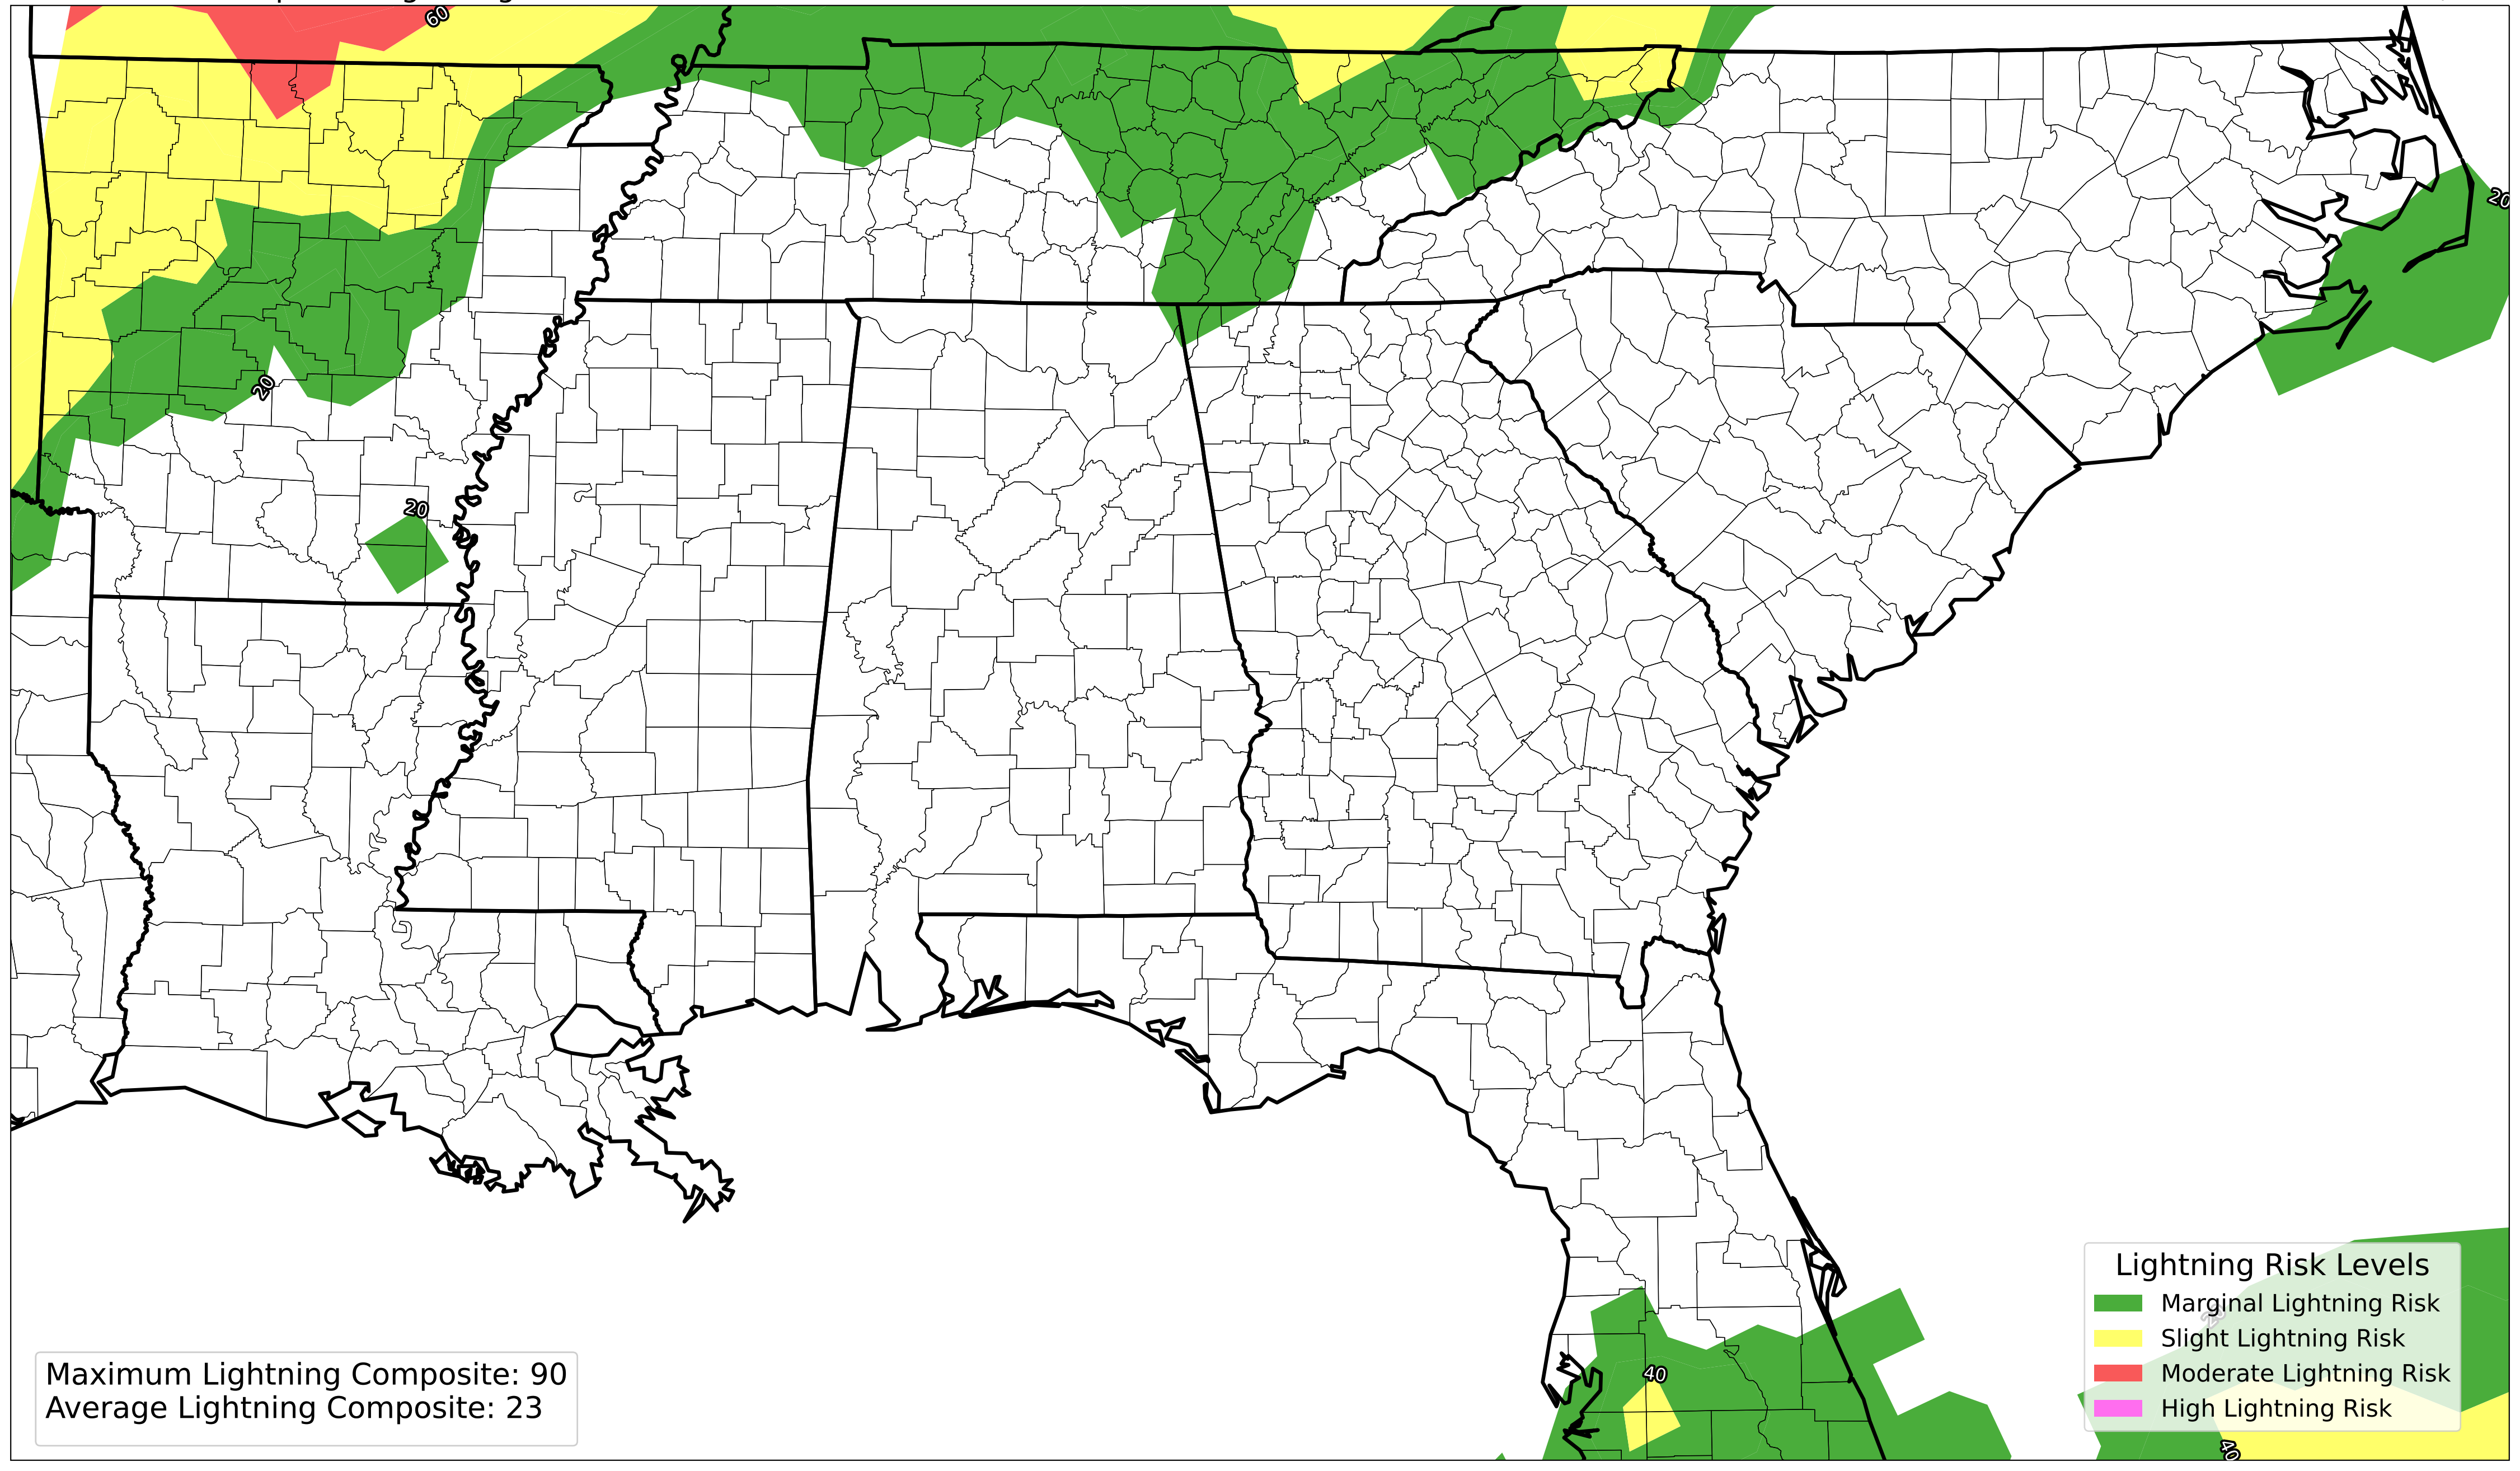 60
20
20
20
40
Lightning Risk Levels
Marginal Lightning Risk
Slight Lightning Risk
Moderate Lightning Risk
High Lightning Risk
Maximum Lightning Composite: 90
Average Lightning Composite: 23
40